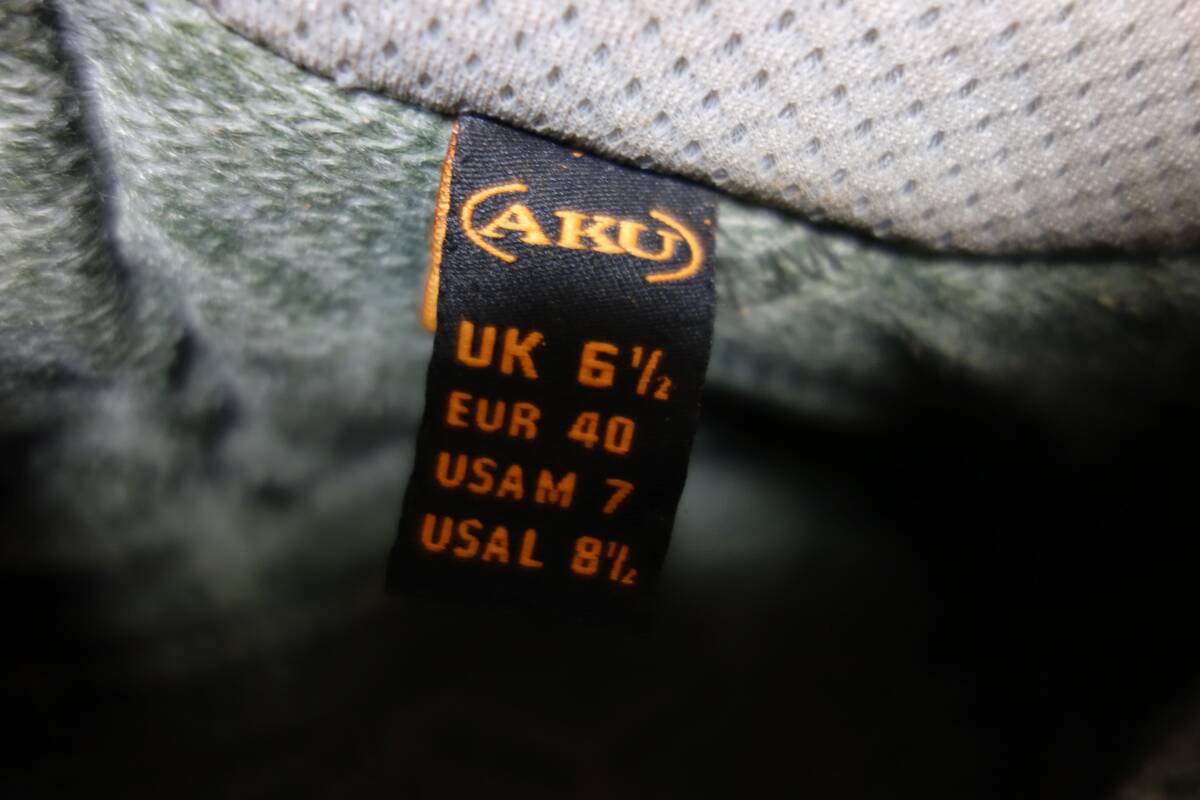 (AKU)
UK 6½
EUR 40
USAM 7
USAL 8½